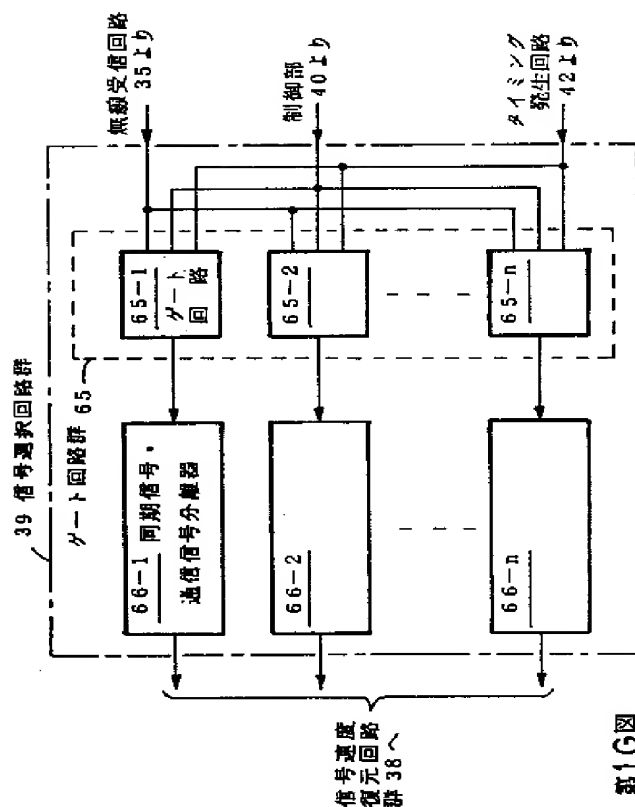 39 信号選択回路群
ゲート回路群 65
無線受信回路
35より
制御部
40より
タイミング
発生回路
42より
65-1
ゲート
回 路
65-2
65-n
66-1 同期信号・
通信信号分離器
66-2
66-n
信号速度
復元回路
群 38へ
第1G図